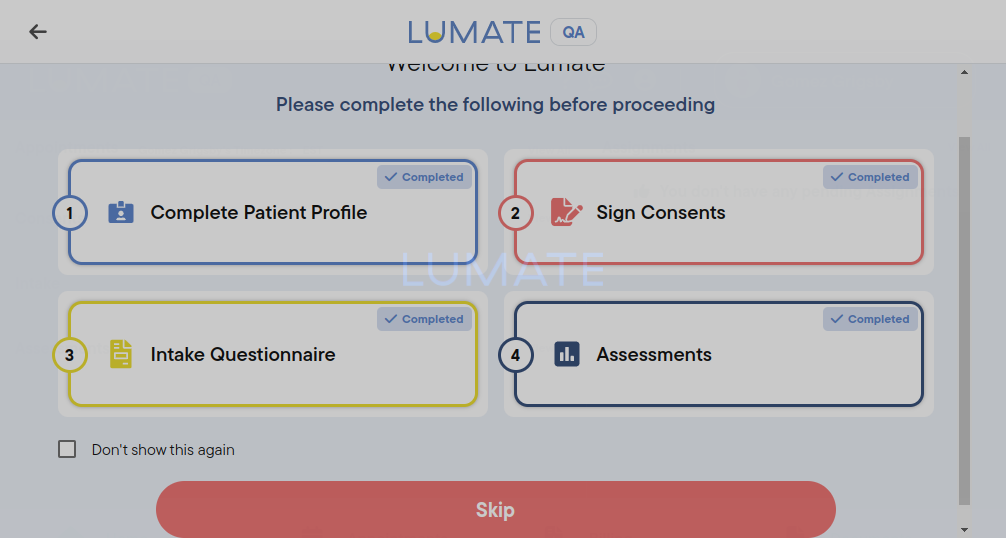 LUMATE QA
Welcome to Lumate
Please complete the following before proceeding
Completed
1 Complete Patient Profile
Completed
2 Sign Consents
LUMATE
Completed
3 Intake Questionnaire
Completed
4 Assessments
Don't show this again
Skip